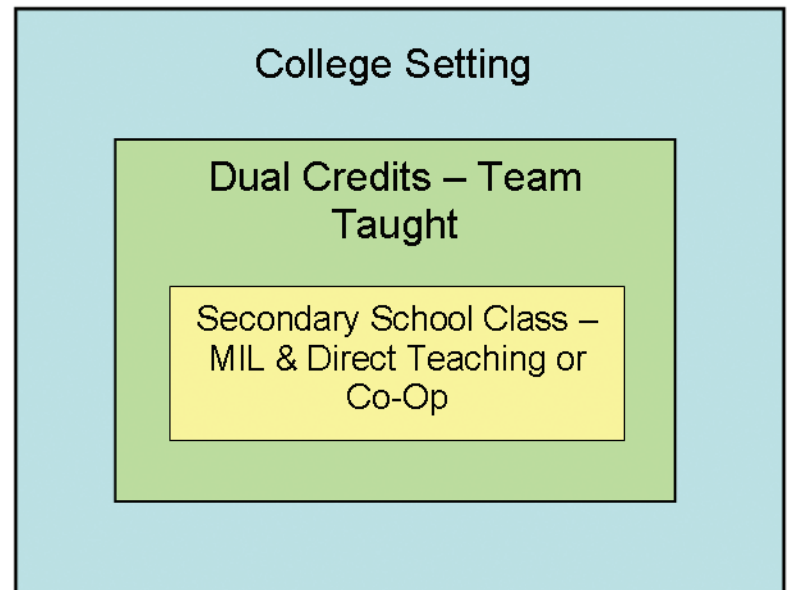 College Setting
Dual Credits – Team
Taught
Secondary School Class –
MIL & Direct Teaching or
Co-Op